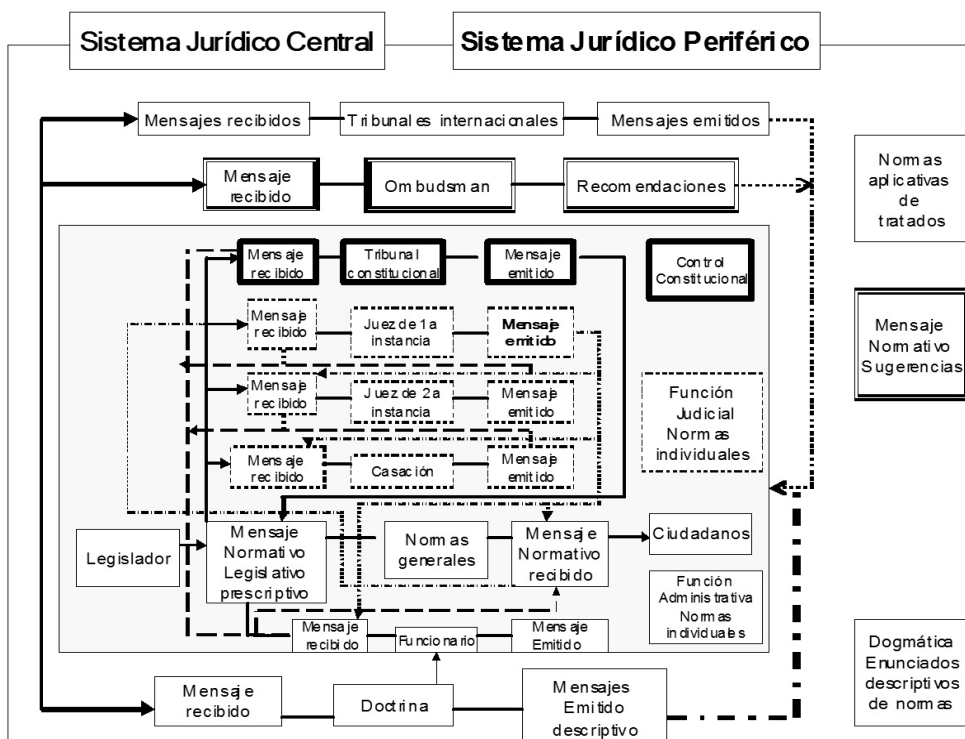 Sistema Jurídico Central
Sistema Jurídico Periférico
Mensajes recibidos
Tribunales internacionales
Mensajes emitidos
Normas
aplicativas
de
tratados
Mensaje
recibido
Ombudsman
Recomendaciones
Mensaje
recibido
Tribunal
constitucional
Mensaje
emitido
Control
Constitucional
Mensaje
recibido
Juez de 1a
instancia
Mensaje
emitido
Mensaje
Normativo
Sugerencias
Mensaje
recibido
Juez de 2a
instancia
Mensaje
emitido
Función
Judicial
Normas
individuales
Mensaje
recibido
Casación
Mensaje
emitido
Legislador
Mensaje
Normativo
Legislativo
prescriptivo
Normas
generales
Mensaje
Normativo
recibido
Ciudadanos
Función
Administrativa
Normas
individuales
Mensaje
recibido
Funcionario
Mensaje
Emitido
Dogmática
Enunciados
descriptivos
de normas
Mensaje
recibido
Doctrina
Mensajes
Emitido
descriptivo